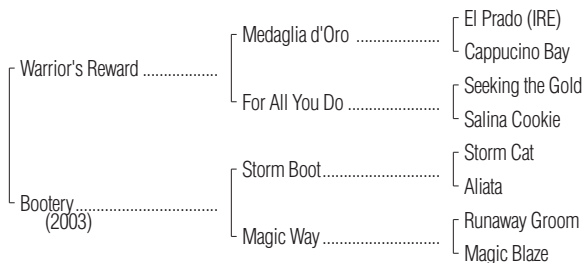 El Prado (IRE)
Medaglia d'Oro ....................
Cappucino Bay
Warrior's Reward ..................
Seeking the Gold
For All You Do ......................
Salina Cookie
Storm Cat
Storm Boot............................
Aliata
Bootery..................................
(2003)
Runaway Groom
Magic Way .............................
Magic Blaze